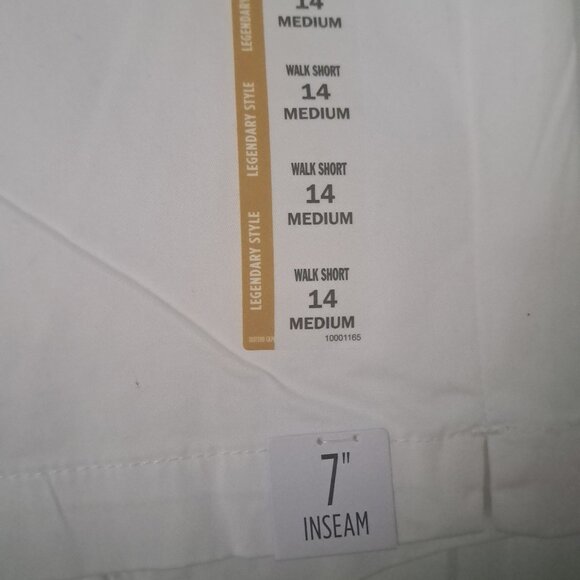 LEGENDARY
14
MEDIUM
LEGENDARY STYLE
WALK SHORT
14
MEDIUM
LEGENDARY STYLE
WALK SHORT
14
MEDIUM
WALK SHORT
14
MEDIUM
10001165
7"
INSEAM